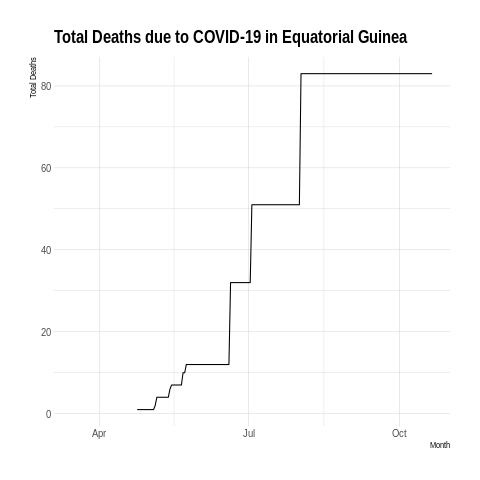 Total Deaths due to COVID-19 in Equatorial Guinea
Total Deaths
80
60
40
20
0
Apr Jul Oct
Month